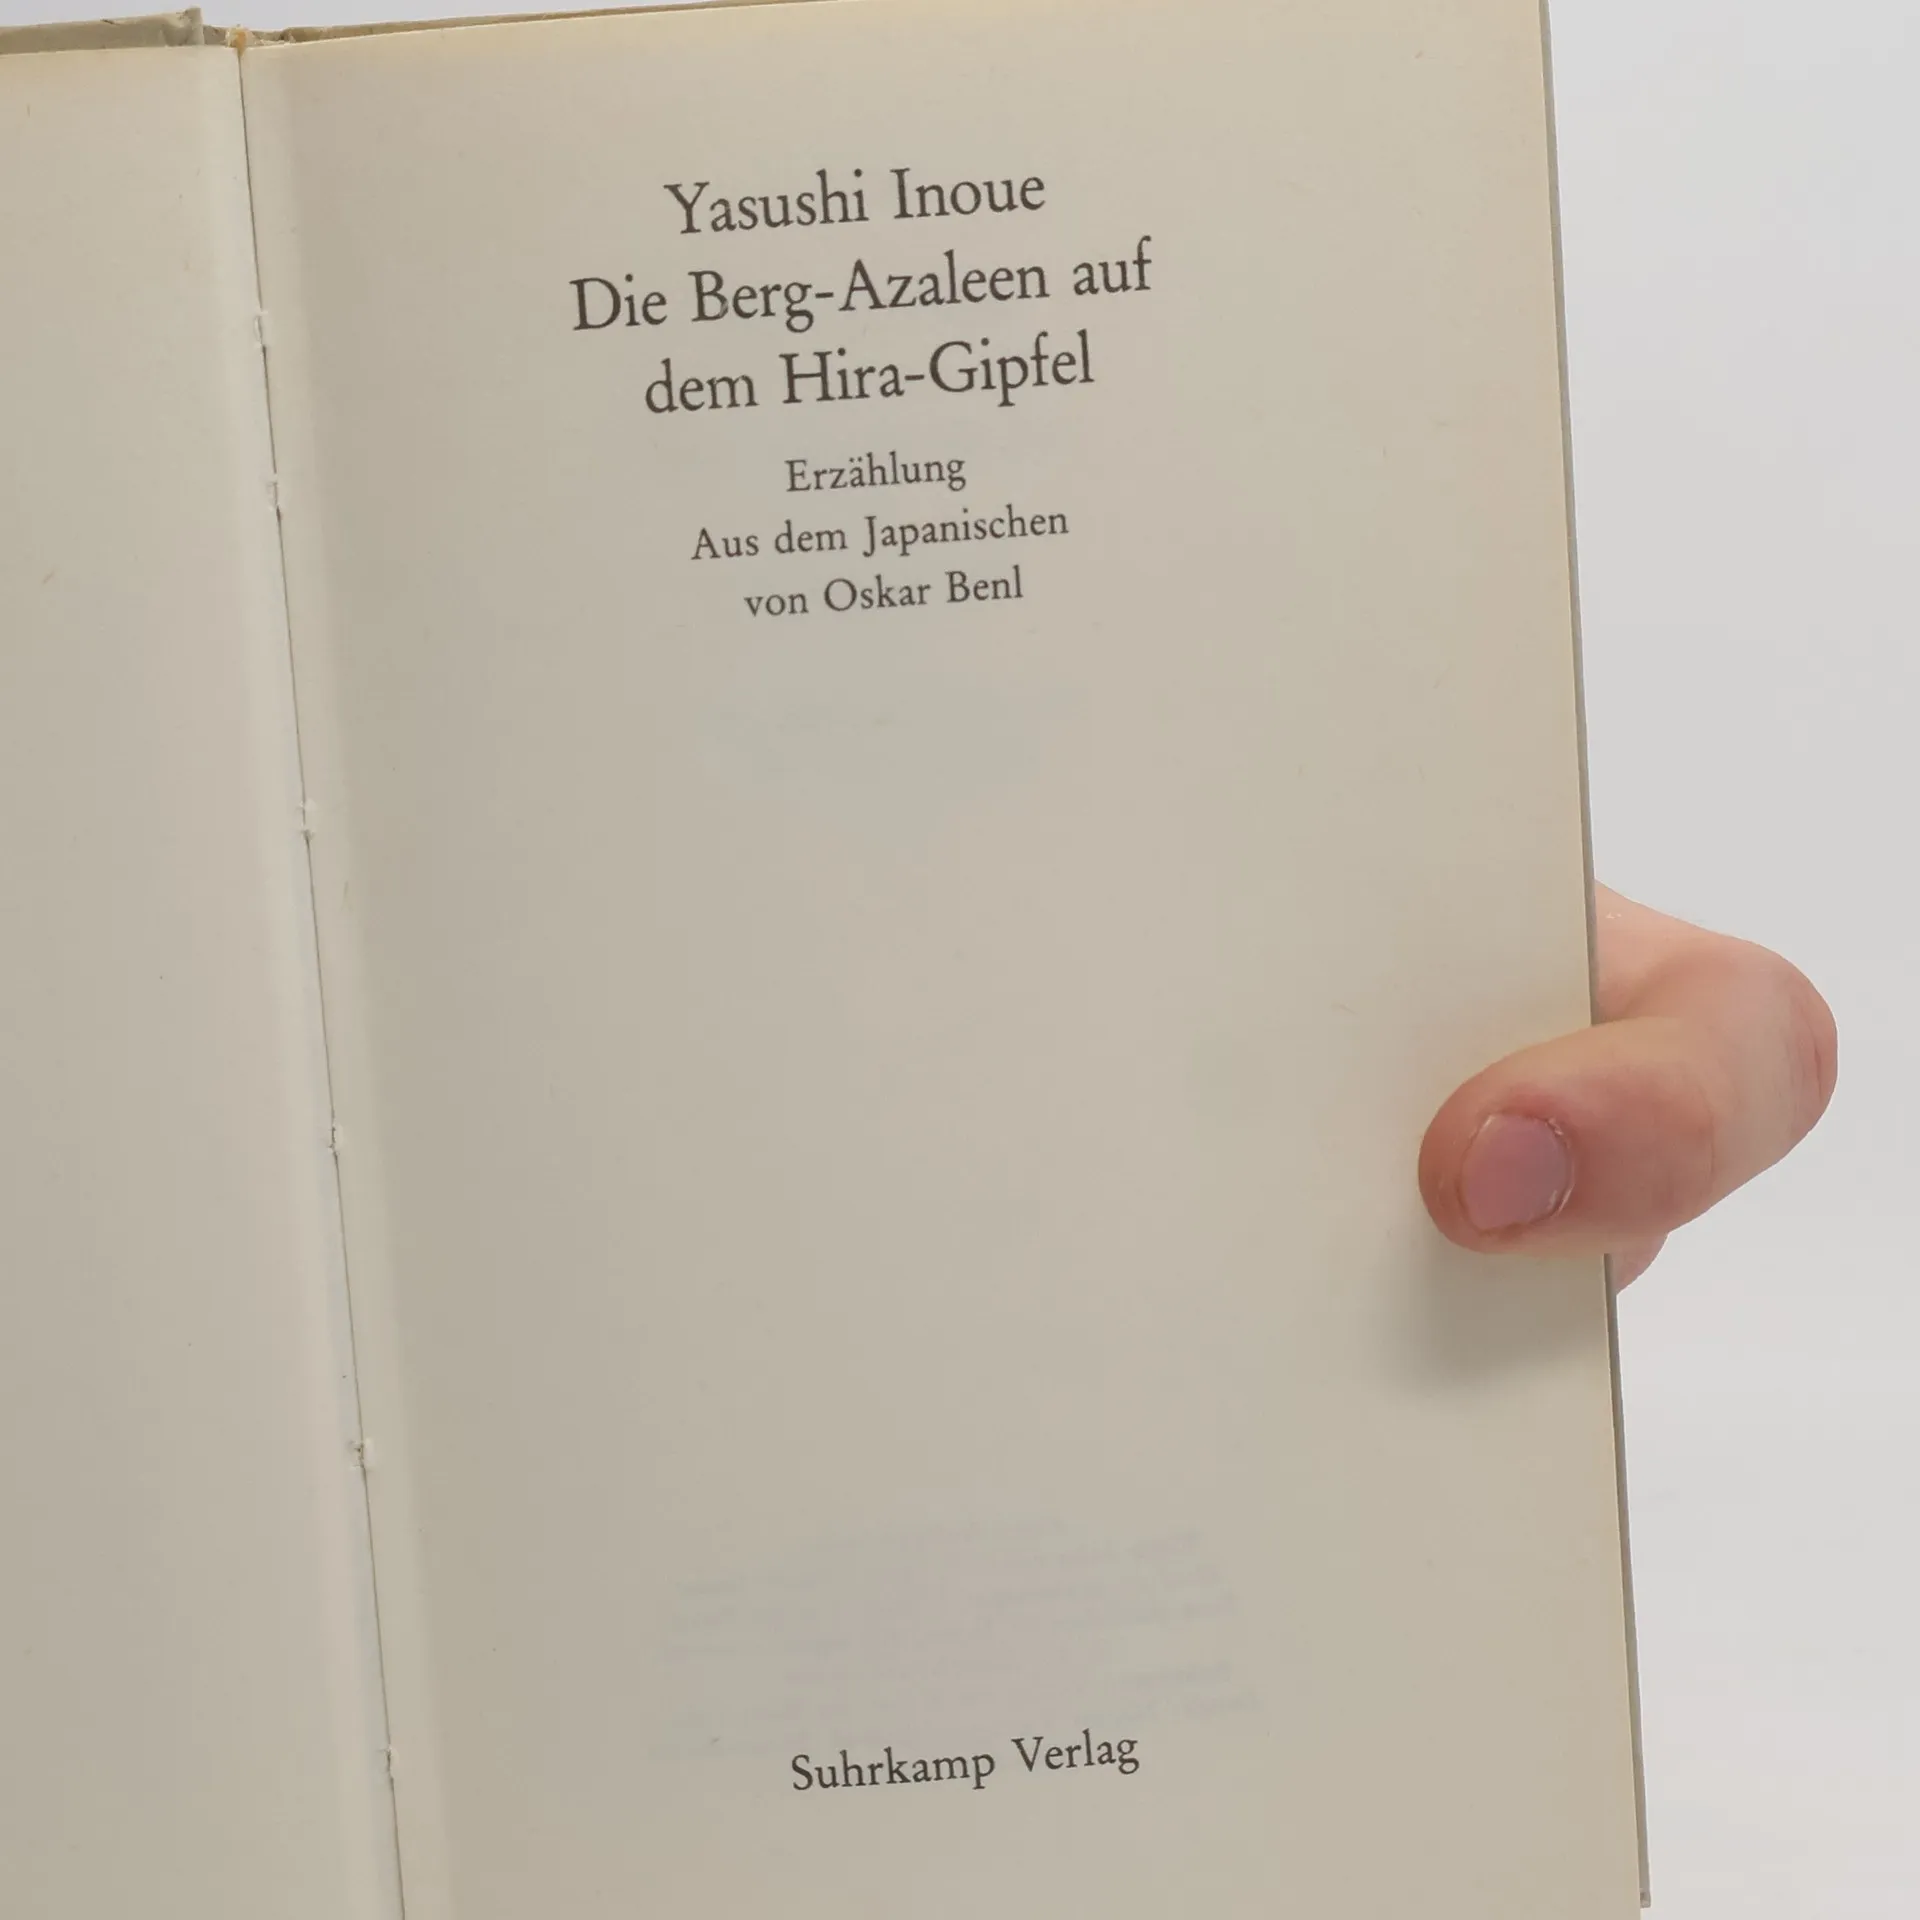 Yasushi Inoue
Die Berg-Azaleen auf
dem Hira-Gipfel
Erzählung
Aus dem Japanischen
von Oskar Benl
Suhrkamp Verlag